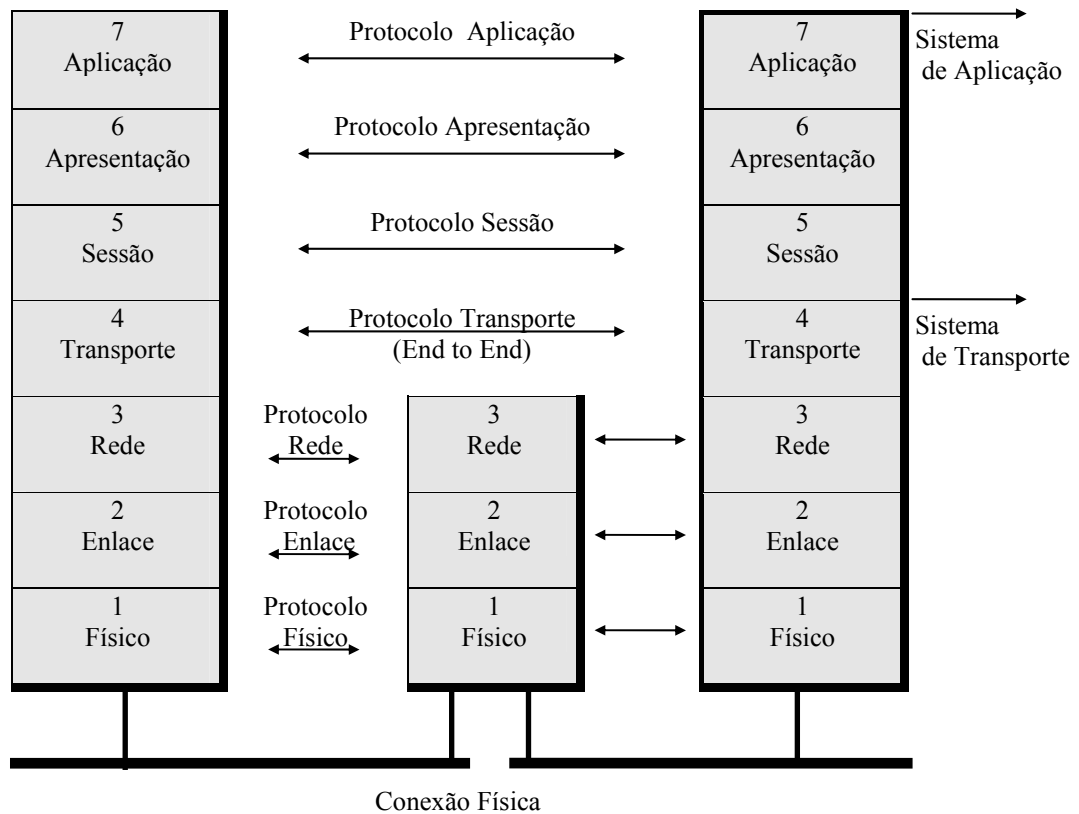 7
Aplicação
Protocolo Aplicação
7
Aplicação
Sistema
de Aplicação
6
Apresentação
Protocolo Apresentação
6
Apresentação
5
Sessão
Protocolo Sessão
5
Sessão
4
Transporte
Protocolo Transporte
(End to End)
4
Transporte
Sistema
de Transporte
3
Rede
Protocolo
Rede
3
Rede
3
Rede
2
Enlace
Protocolo
Enlace
2
Enlace
2
Enlace
1
Físico
Protocolo
Físico
1
Físico
1
Físico
Conexão Física